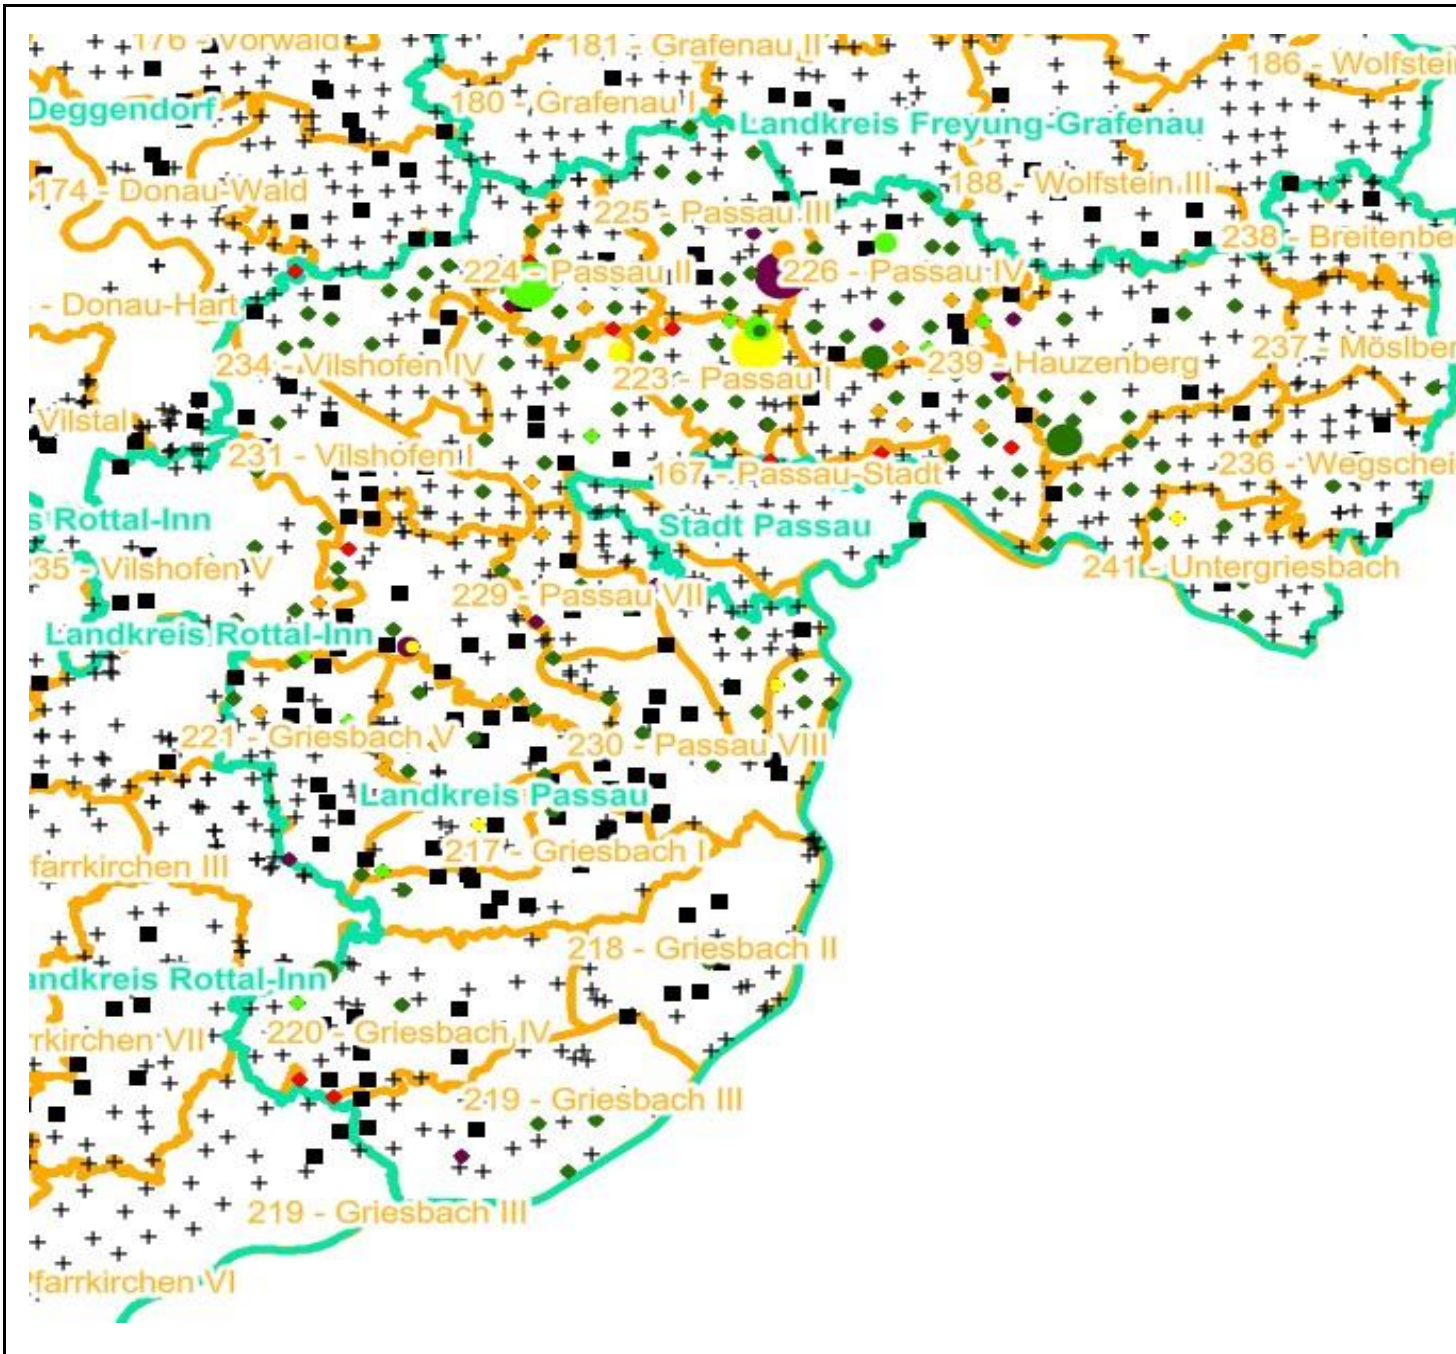 176 - Vorwald
181 - Grafenau II
186 - Wolfstei
180 - Grafenau I
Deggendorf
Landkreis Freyung-Grafenau
174 - Donau-Wald
188 - Wolfstein III
225 - Passau III
238 - Breitenbe
224 - Passau II
226 - Passau IV
- Donau-Hart
237 - Möslber
234 - Vilshofen IV
239 - Hauzenberg
223 - Passau I
Vilstal
231 - Vilshofen I
236 - Wegschei
167 - Passau-Stadt
s Rottal-Inn
Stadt Passau
35 - Vilshofen V
241 - Untergriesbach
229 - Passau VII
Landkreis Rottal-Inn
221 - Griesbach V
230 - Passau VIII
Landkreis Passau
217 - Griesbach I
farrkirchen III
218 - Griesbach II
andkreis Rottal-Inn
220 - Griesbach IV
rrkirchen VII
219 - Griesbach III
219 - Griesbach III
Pfarrkirchen VI